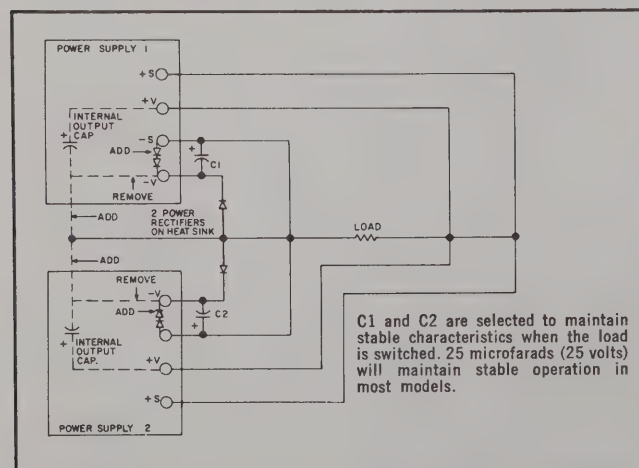 POWER SUPPLY 1
+S
+V
INTERNAL
OUTPUT
CAP
+
-S
ADD
+
C1
-V
REMOVE
ADD
2 POWER
RECTIFIERS
ON HEAT SINK
LOAD
ADD
REMOVE
-V
ADD
C2
+
+
INTERNAL
OUTPUT
CAP.
+V
+S
POWER SUPPLY 2
C1 and C2 are selected to maintain
stable characteristics when the load
is switched. 25 microfarads (25 volts)
will maintain stable operation in
most models.